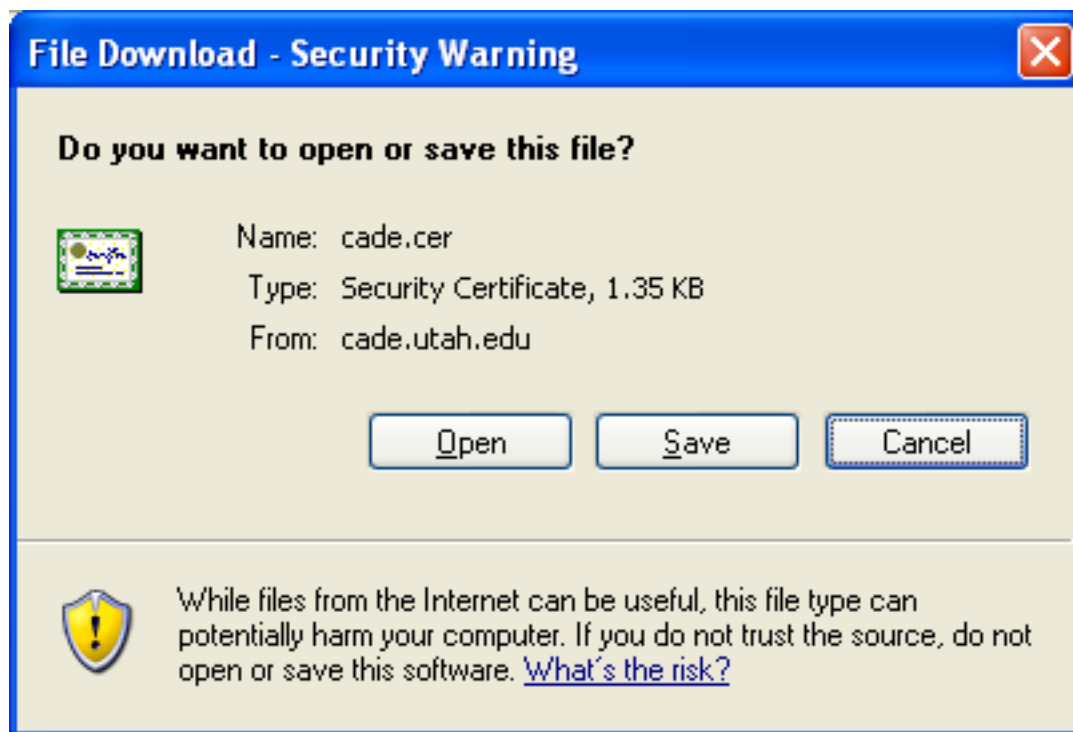 File Download - Security Warning
Do you want to open or save this file?
Name: cade.cer
Type: Security Certificate, 1.35 KB
From: cade.utah.edu
Open Save Cancel
While files from the Internet can be useful, this file type can
potentially harm your computer. If you do not trust the source, do not
open or save this software. What's the risk?